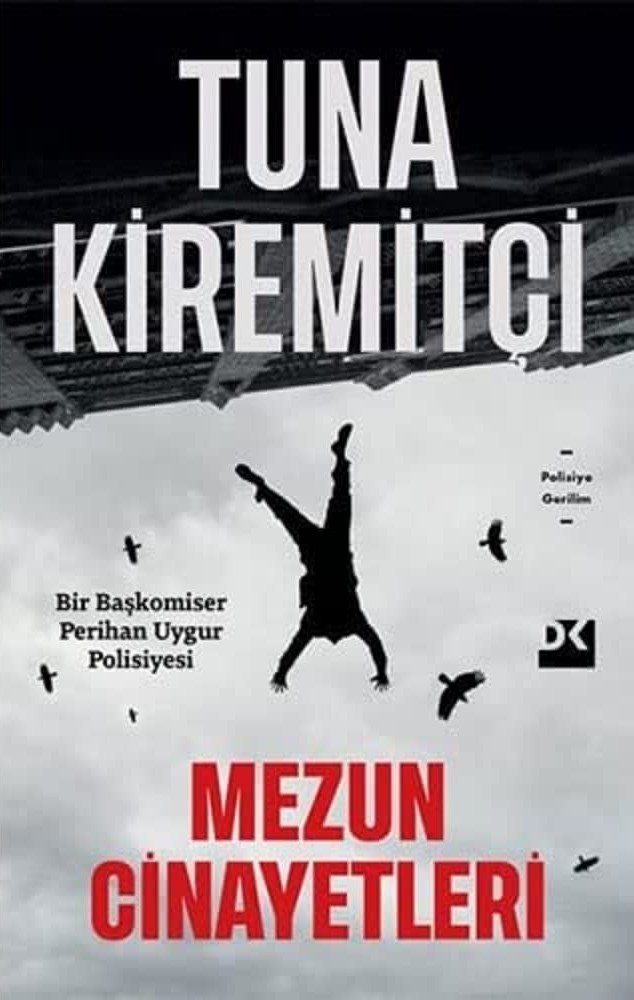 TUNA
KİREMİTÇİ
Polisiye
Gerilim
Bir Başkomiser
Perihan Uygur
Polisiyesi
DK
MEZUN
CİNAYETLERİ